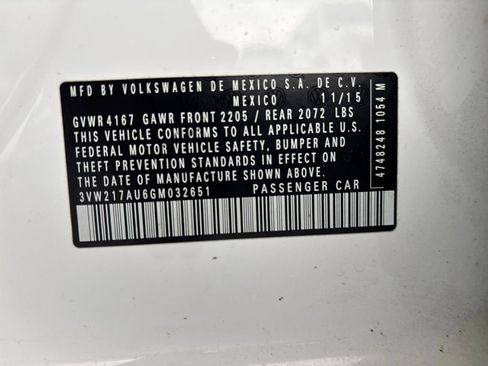 MFD BY VOLKSWAGEN DE MEXICO S.A. DE C.V.
MEXICO 11/15
GVWR 4167 GAWR FRONT 2205 / REAR 2072 LBS
THIS VEHICLE CONFORMS TO ALL APPLICABLE U.S.
FEDERAL MOTOR VEHICLE SAFETY, BUMPER AND
THEFT PREVENTION STANDARDS IN EFFECT ON
THE DATE OF MANUFACTURE SHOWN ABOVE.
3VW217AU6GM032651 PASSENGER CAR
4748248 1054 M